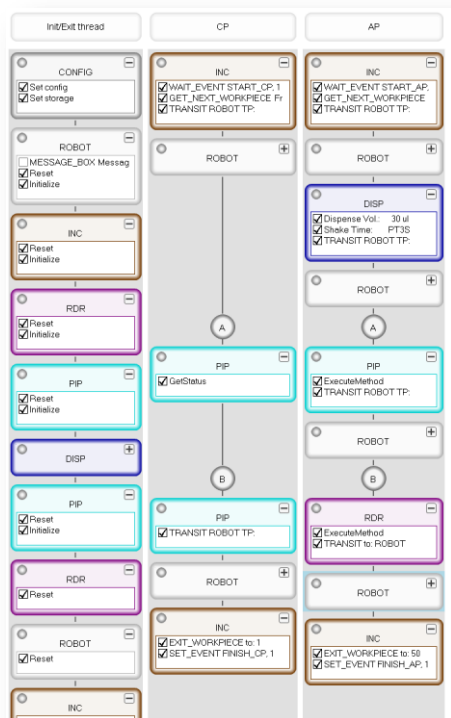 Init/Exit thread
CONFIG
Set config
Set storage
ROBOT
MESSAGE_BOX Messag
Reset
Initialize
INC
Reset
Initialize
RDR
Reset
Initialize
PIP
Reset
Initialize
DISP
PIP
Reset
Initialize
RDR
Reset
ROBOT
Reset
INC
CP
INC
WAIT_EVENT START_CP, 1
GET_NEXT_WORKPIECE Fr
TRANSIT ROBOT TP:
ROBOT
A
PIP
GetStatus
B
PIP
TRANSIT ROBOT TP:
ROBOT
INC
EXIT_WORKPIECE to: 1
SET_EVENT FINISH_CP, 1
AP
INC
WAIT_EVENT START_AP,
GET_NEXT_WORKPIECE
TRANSIT ROBOT TP:
ROBOT
DISP
Dispense Vol.: 30 ul
Shake Time: PT3S
TRANSIT ROBOT TP:
ROBOT
A
PIP
ExecuteMethod
TRANSIT ROBOT TP:
ROBOT
B
RDR
ExecuteMethod
TRANSIT to: ROBOT
ROBOT
INC
EXIT_WORKPIECE to: 50
SET_EVENT FINISH_AP, 1